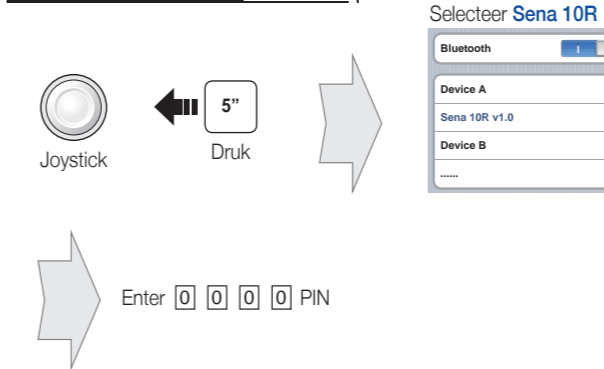 5”
Joystick
Druk
Selecteer Sena 10R
Bluetooth
I
Device A
Sena 10R v1.0
Device B
......
Enter 0 0 0 0 PIN